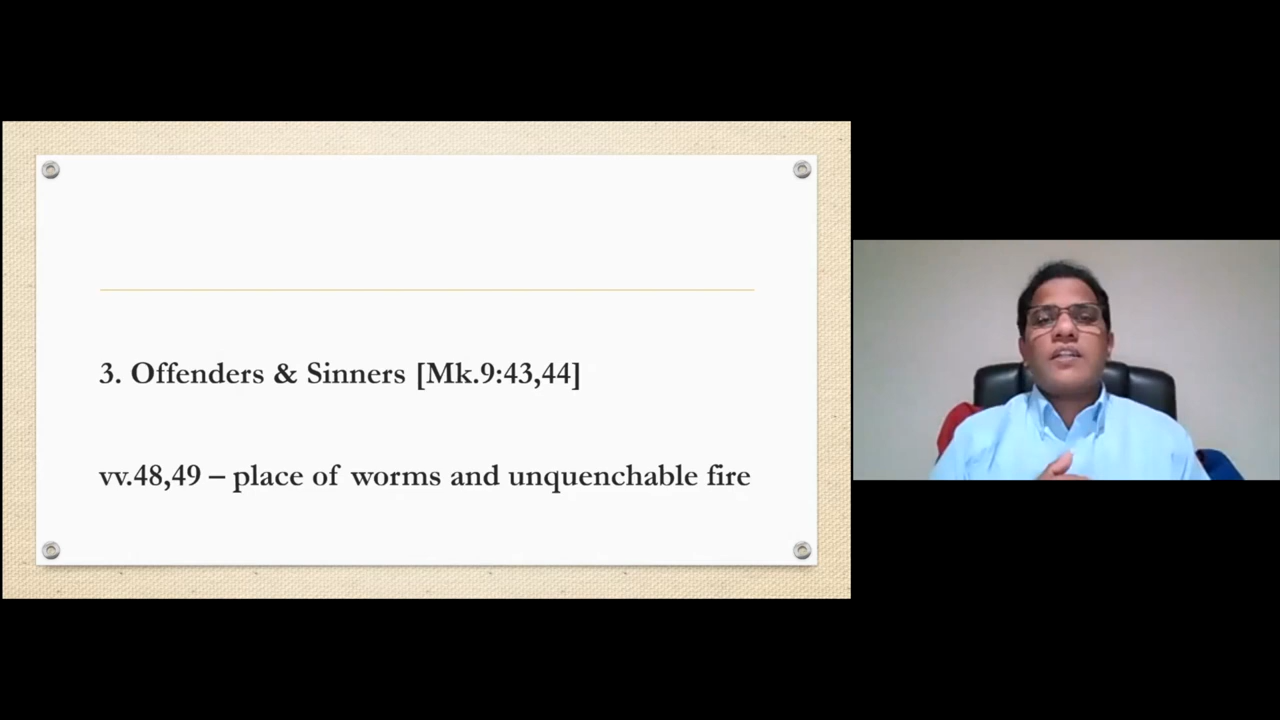 3. Offenders & Sinners [Mk.9:43,44]
vv.48,49 – place of worms and unquenchable fire